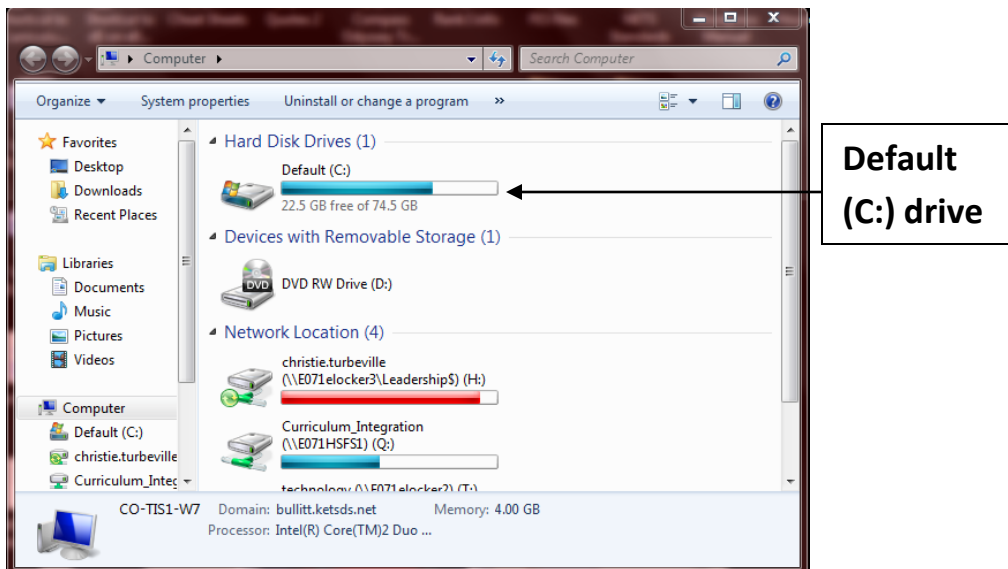 Computer
Search Computer
Organize
System properties
Uninstall or change a program
»
Favorites
Desktop
Downloads
Recent Places
Libraries
Documents
Music
Pictures
Videos
Computer
Default (C:)
christie.turbeville
Curriculum_Integ
Hard Disk Drives (1)
Default (C:)
22.5 GB free of 74.5 GB
Devices with Removable Storage (1)
DVD
DVD RW Drive (D:)
Network Location (4)
christie.turbeville
(\\E071elocker3\Leadership$) (H:)
Curriculum_Integration
(\\E071HSFS1) (Q:)
technology (\\E071elocker2) (T:)
CO-TIS1-W7 Domain: bullitt.ketsds.net Memory: 4.00 GB
Processor: Intel(R) Core(TM)2 Duo ...
Default
(C:) drive